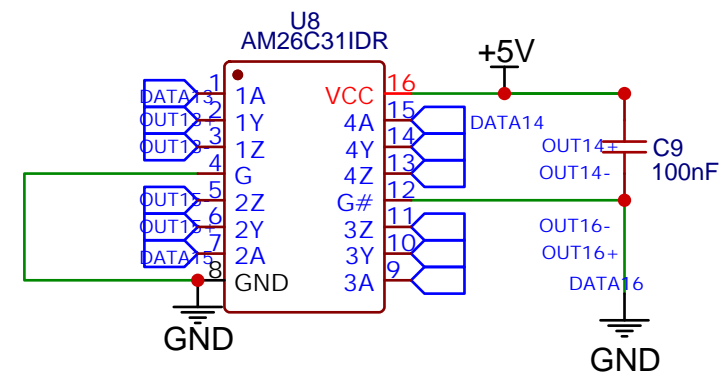 U8
AM26C31IDR
+5V
1 1A VCC 16
DATA13
2 1Y 4A 15
OUT13+
DATA14
3 1Z 4Y 14
OUT13-
OUT14+
C9
4 G 4Z 13
OUT14-
100nF
5 2Z G# 12
OUT15-
6 2Y 3Z 11
OUT15+
OUT16-
7 2A 3Y 10
DATA15
OUT16+
8 GND 3A 9
DATA16
GND
GND